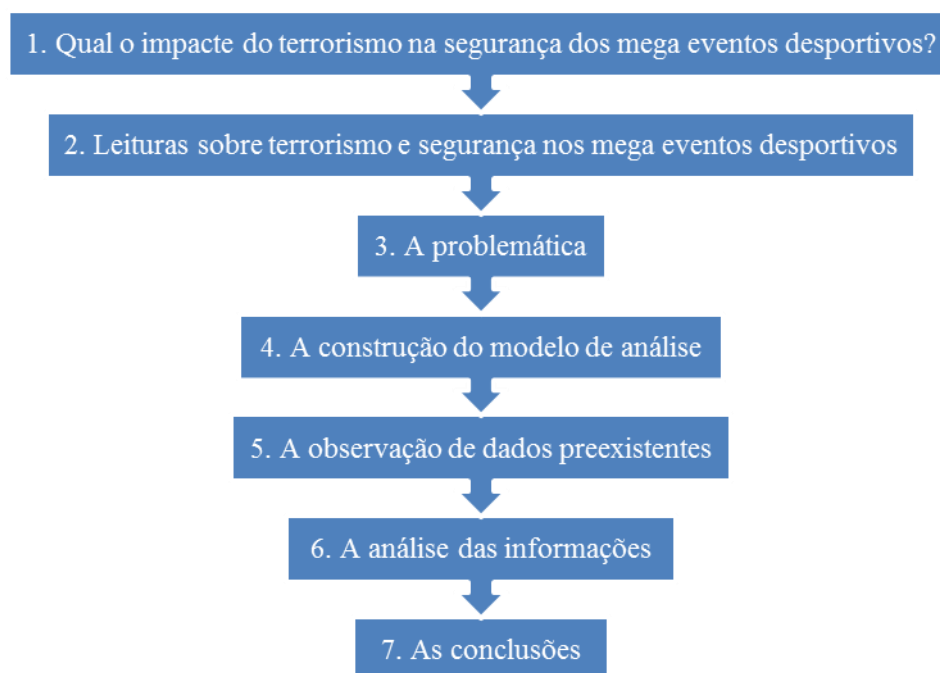 1. Qual o impacte do terrorismo na segurança dos mega eventos desportivos?
2. Leituras sobre terrorismo e segurança nos mega eventos desportivos
3. A problemática
4. A construção do modelo de análise
5. A observação de dados preexistentes
6. A análise das informações
7. As conclusões